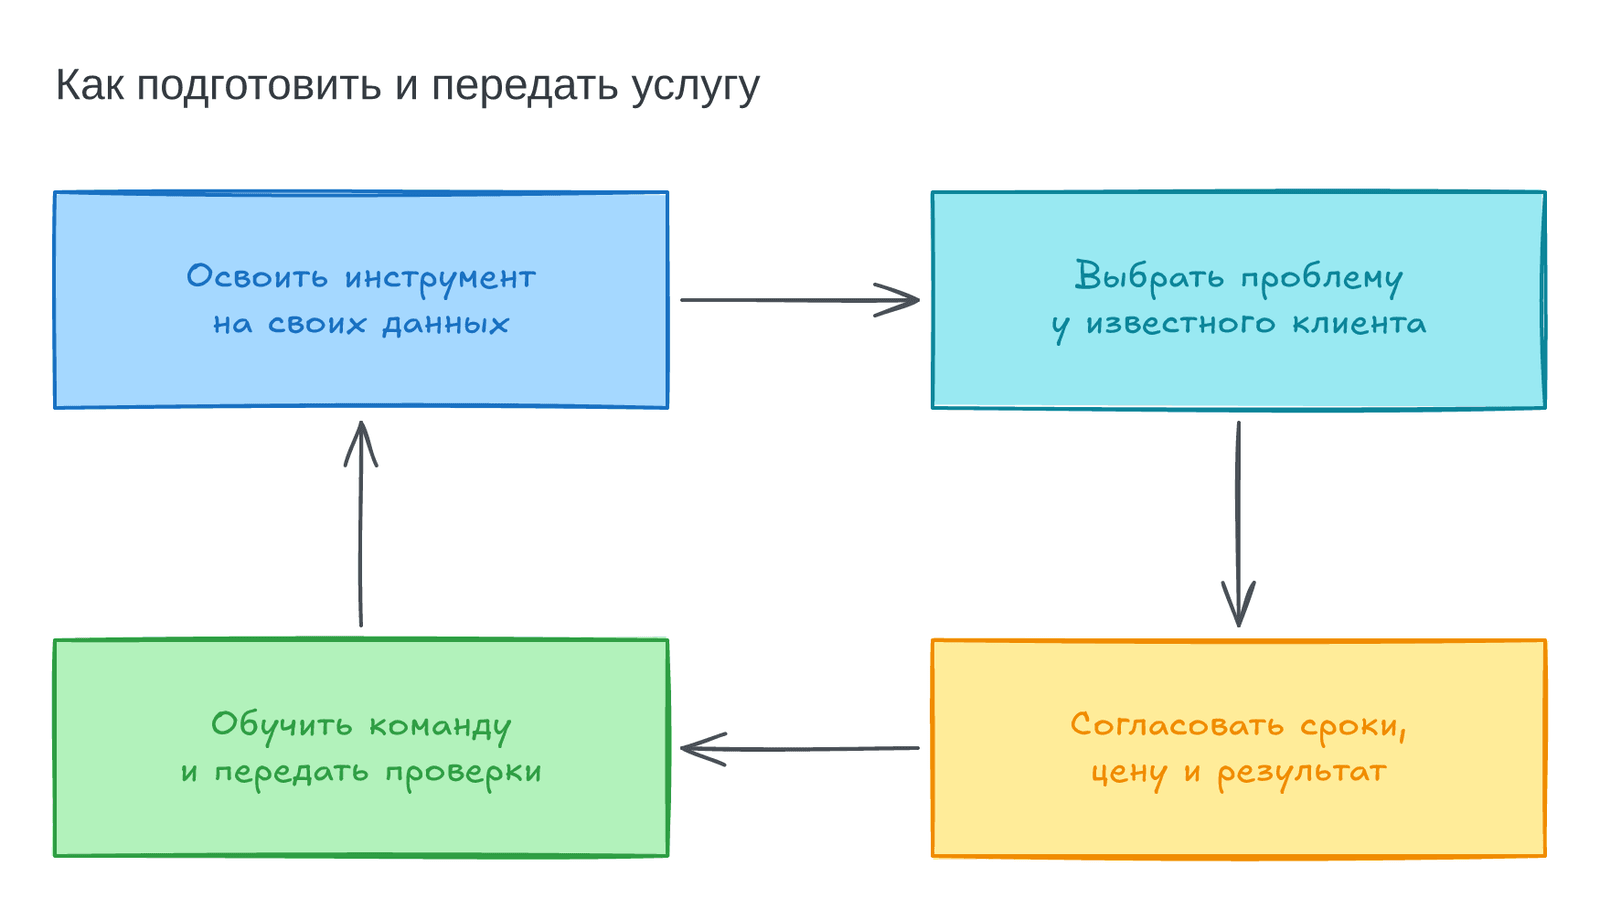 Как подготовить и передать услугу
Освоить инструмент
на своих данных
Выбрать проблему
у известного клиента
Обучить команду
и передать проверки
Согласовать сроки,
цену и результат